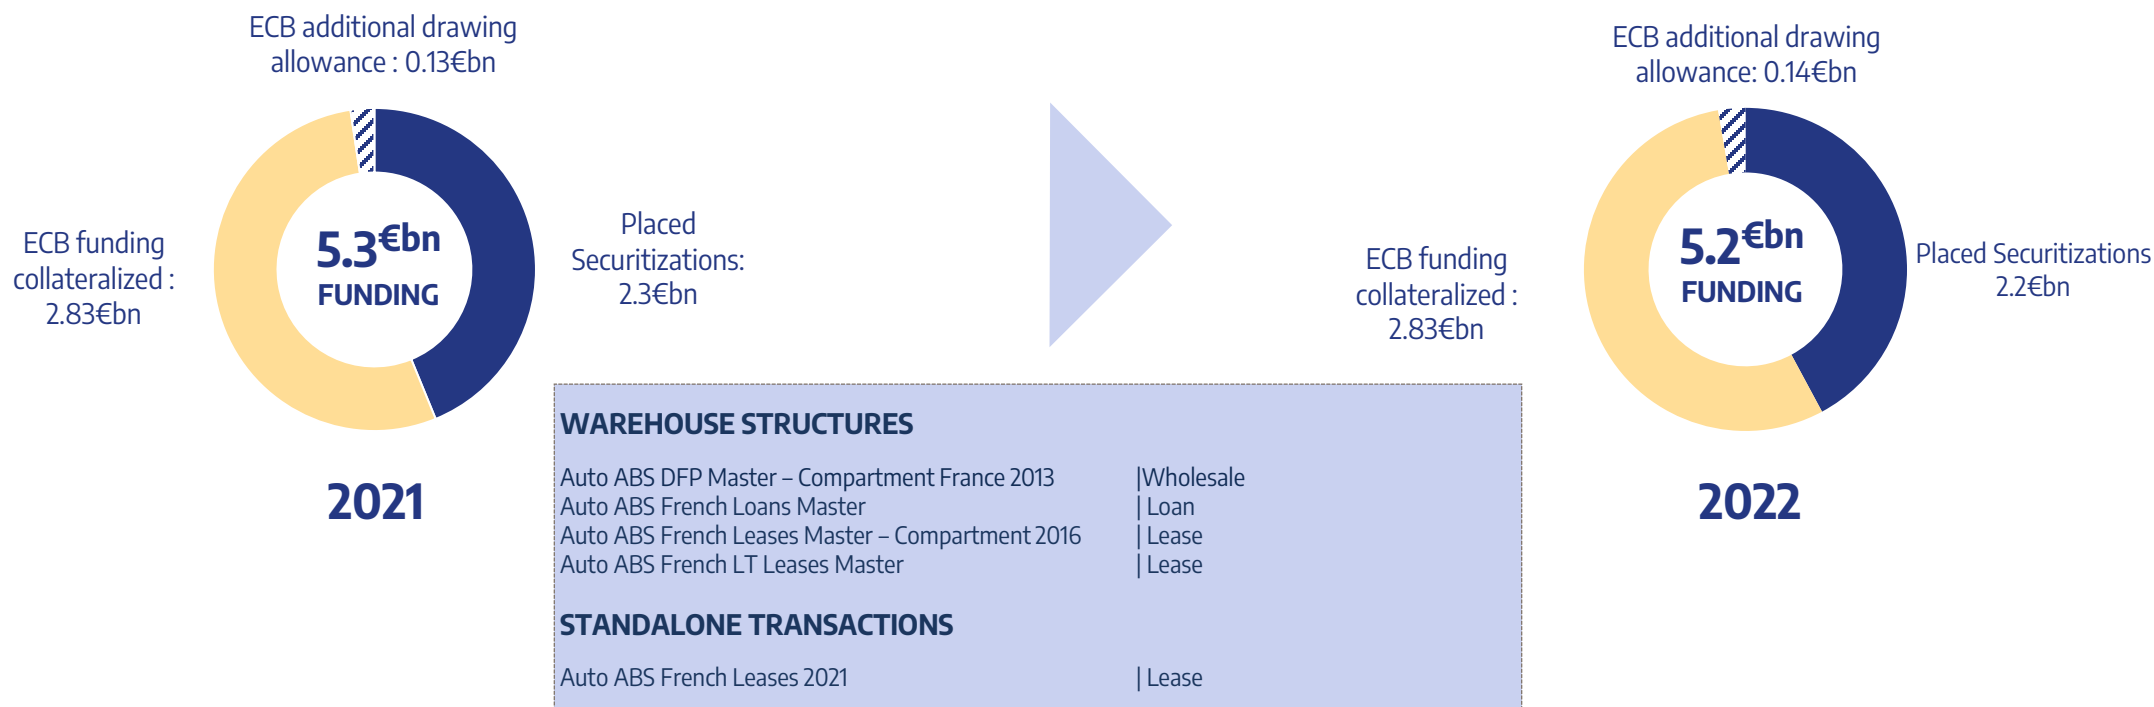 ECB additional drawing
allowance : 0.13€bn
ECB funding
collateralized :
2.83€bn
5.3€bn
FUNDING
Placed
Securitizations:
2.3€bn
2021
ECB additional drawing
allowance: 0.14€bn
ECB funding
collateralized :
2.83€bn
5.2€bn
FUNDING
Placed Securitizations
2.2€bn
2022
WAREHOUSE STRUCTURES
Auto ABS DFP Master – Compartment France 2013 |Wholesale
Auto ABS French Loans Master | Loan
Auto ABS French Leases Master – Compartment 2016 | Lease
Auto ABS French LT Leases Master | Lease
STANDALONE TRANSACTIONS
Auto ABS French Leases 2021 | Lease